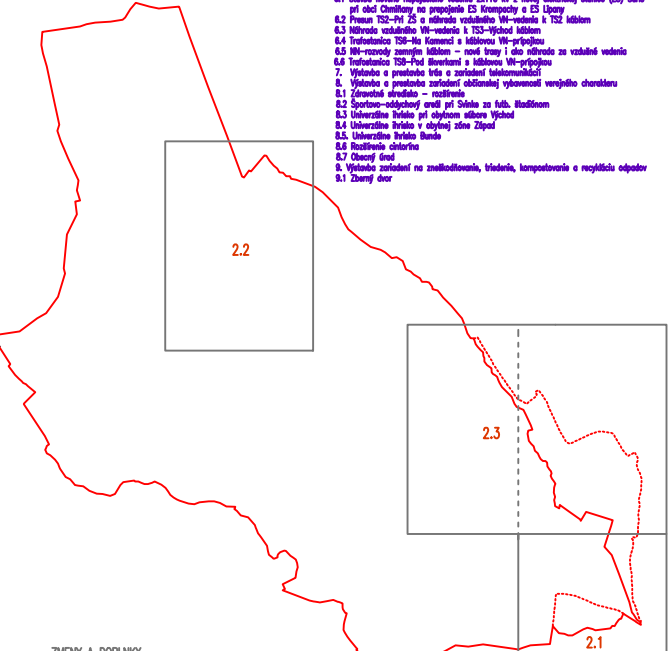 pri obci Chmiňany na prepojenie ES Krompachy a ES Lipany
6.2 Presun TS2-Pri ZŠ a náhrada vzdušného VN-vedenia k TS2 káblom
6.3 Náhrada vzdušného VN-vedenia k TS3-Východ káblom
6.4 Trafostanica TS6-Na Kamenci s káblovou VN-prípojkou
6.5 NN-rozvody zemným káblom - nové trasy i ako náhrada za vzdušné vedenia
6.6 Trafostanica TS8-Pod škverkami s káblovou VN-prípojkou
7. Výstavba a prestavba trás a zariadení telekomunikácií
8. Výstavba a prestavba zariadení občianskej vybavenosti verejného charakteru
8.1 Zdravotné stredisko - rozšírenie
8.2 Športovo-oddychový areál pri Svinke za futb. štadiónom
8.3 Univerzálne ihrisko pri obytnom súbore Východ
8.4 Univerzálne ihrisko v obytnej zóne Západ
8.5. Univerzálne ihrisko Bunde
8.6 Rozšírenie cintorína
8.7 Obecný úrad
9. Výstavba zariadení na zneškodňovanie, triedenie, kompostovanie a recykláciu odpadov
9.1 Zberný dvor
2.2
2.3
2.1
ZMENY A DOPLNKY